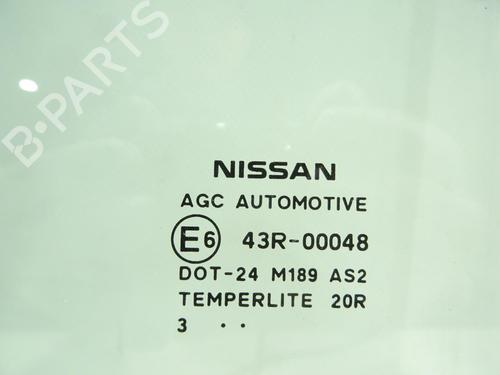 B-PARTS
NISSAN
AGC AUTOMOTIVE
E6 43R-00048
DOT-24 M189 AS2
TEMPERLITE 20R
3 . .